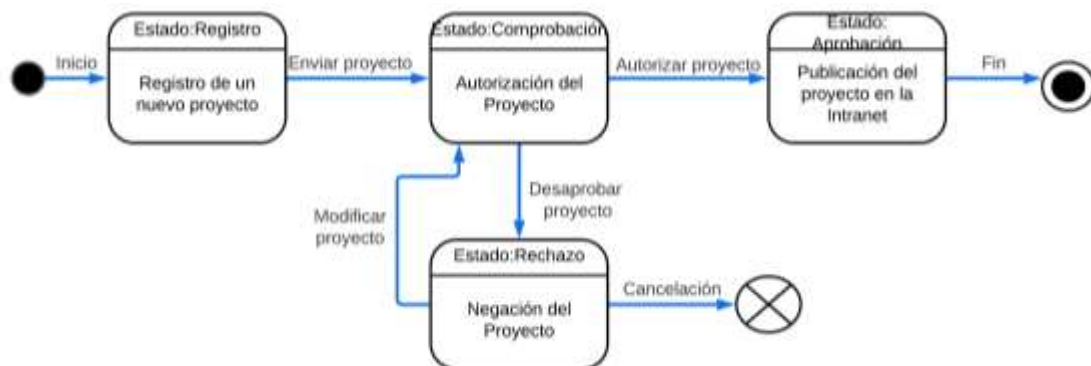 Estado:Registro
Registro de un
nuevo proyecto
Inicio
Enviar proyecto
Estado:Comprobación
Autorización del
Proyecto
Autorizar proyecto
Estado:
Aprobación
Publicación del
proyecto en la
Intranet
Fin
Modificar
proyecto
Desaprobar
proyecto
Estado:Rechazo
Negación del
Proyecto
Cancelación